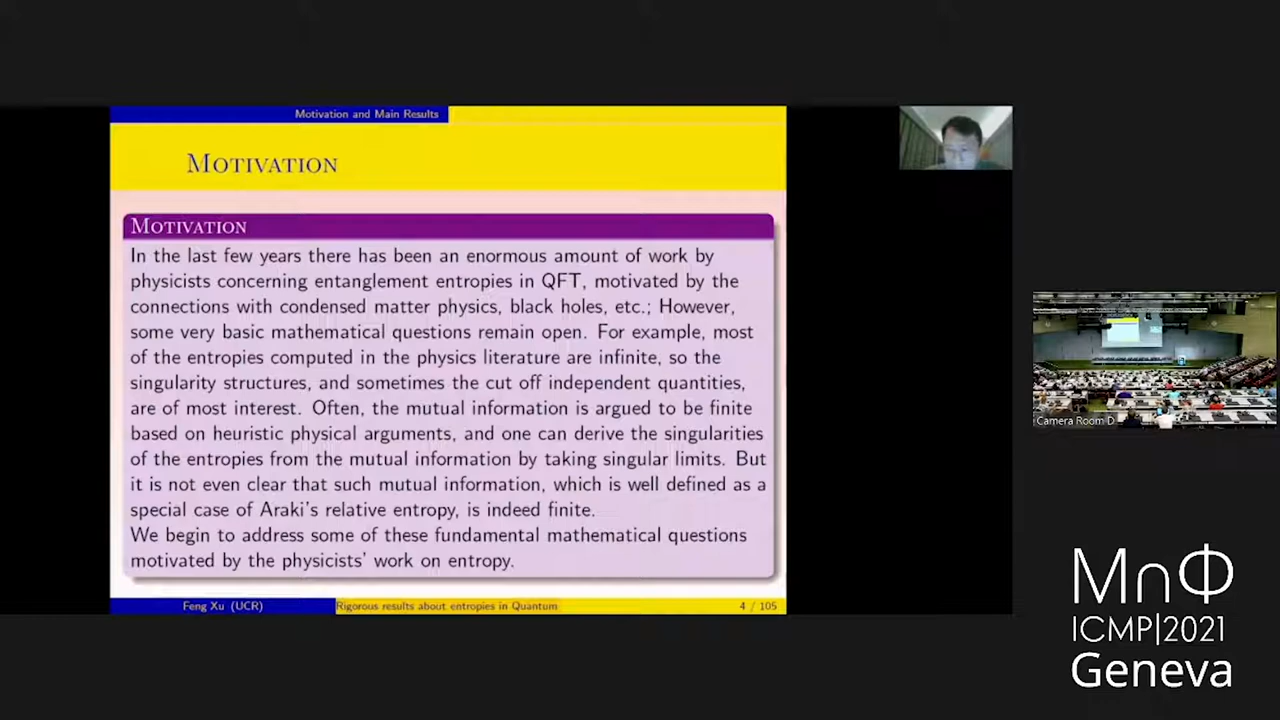 Motivation and Main Results
MOTIVATION
MOTIVATION
In the last few years there has been an enormous amount of work by
physicists concerning entanglement entropies in QFT, motivated by the
connections with condensed matter physics, black holes, etc.; However,
some very basic mathematical questions remain open. For example, most
of the entropies computed in the physics literature are infinite, so the
singularity structures, and sometimes the cut off independent quantities,
are of most interest. Often, the mutual information is argued to be finite
based on heuristic physical arguments, and one can derive the singularities
of the entropies from the mutual information by taking singular limits. But
it is not even clear that such mutual information, which is well defined as a
special case of Araki's relative entropy, is indeed finite.
We begin to address some of these fundamental mathematical questions
motivated by the physicists' work on entropy.
Feng Xu (UCR)
Rigorous results about entropies in Quantum
4 / 105
Camera Room D
M∩Φ
ICMP|2021
Geneva